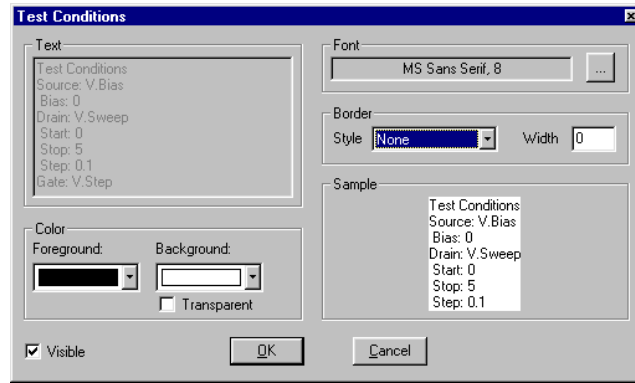 Test Conditions
Text
Test Conditions
Source: V.Bias
Bias: 0
Drain: V.Sweep
Start: 0
Stop: 5
Step: 0.1
Gate: V.Step
Font
MS Sans Serif, 8
...
Border
Style None Width 0
Color
Foreground: Background:
Transparent
Sample
Test Conditions
Source: V.Bias
Bias: 0
Drain: V.Sweep
Start: 0
Stop: 5
Step: 0.1
Visible OK Cancel